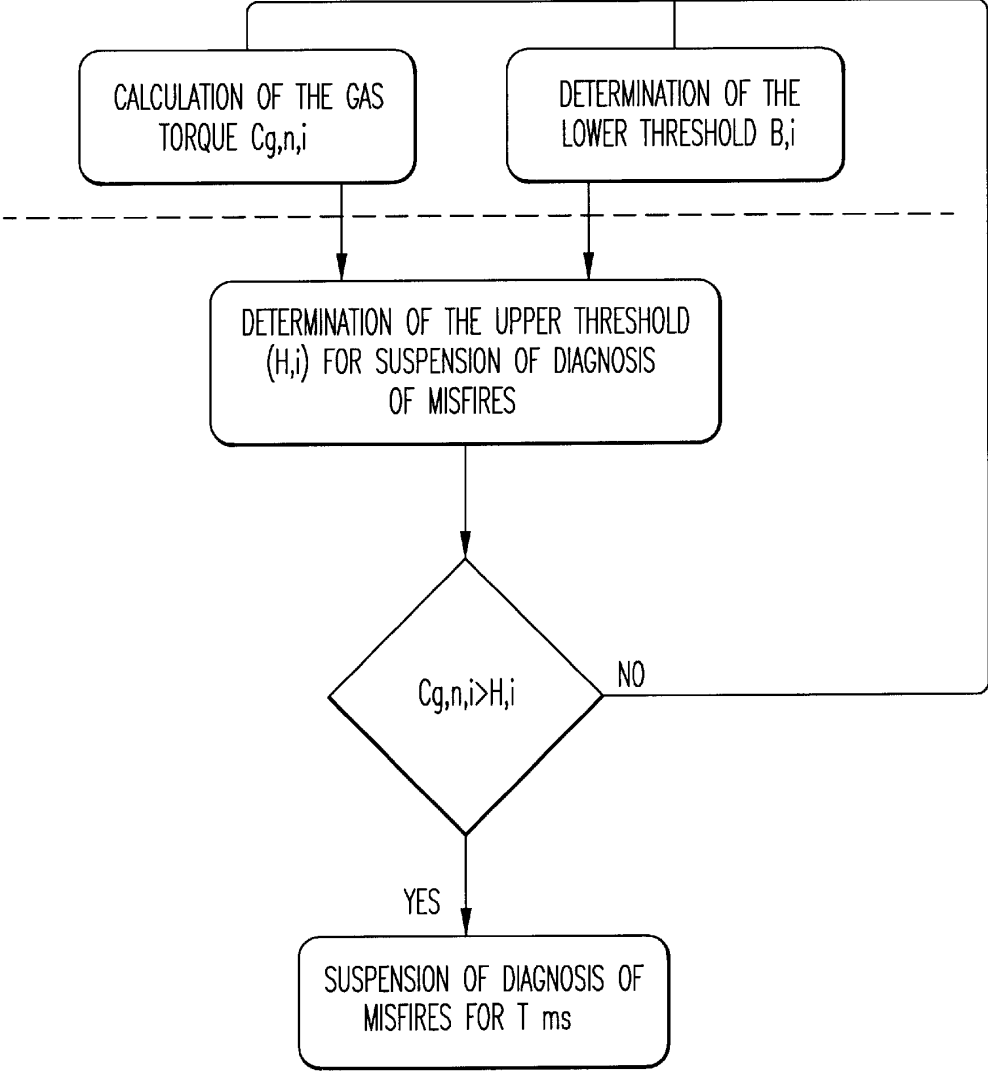 CALCULATION OF THE GAS
TORQUE Cg,n,i
DETERMINATION OF THE
LOWER THRESHOLD B,i
DETERMINATION OF THE UPPER THRESHOLD
(H,i) FOR SUSPENSION OF DIAGNOSIS
OF MISFIRES
Cg,n,i>H,i
NO
YES
SUSPENSION OF DIAGNOSIS OF
MISFIRES FOR T ms